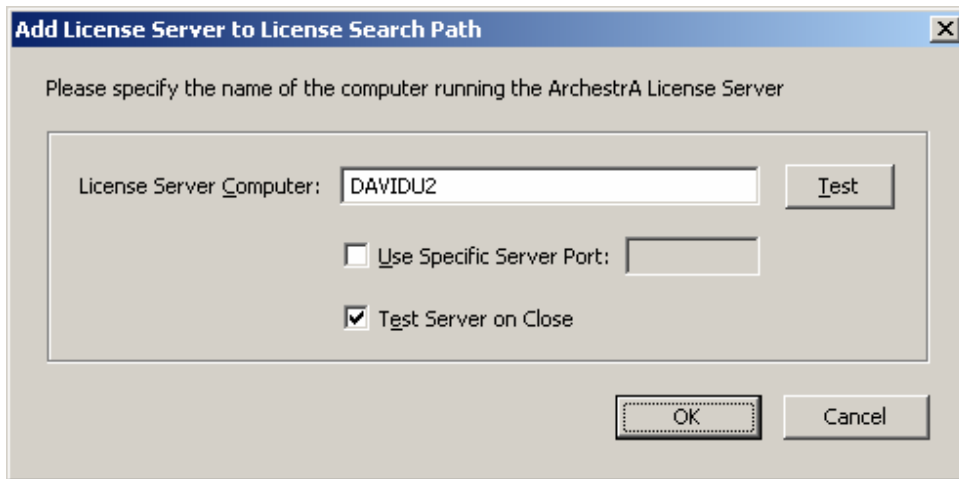 Add License Server to License Search Path
Please specify the name of the computer running the ArchestrA License Server
License Server Computer: DAVIDU2 Test
Use Specific Server Port:
Test Server on Close
OK Cancel